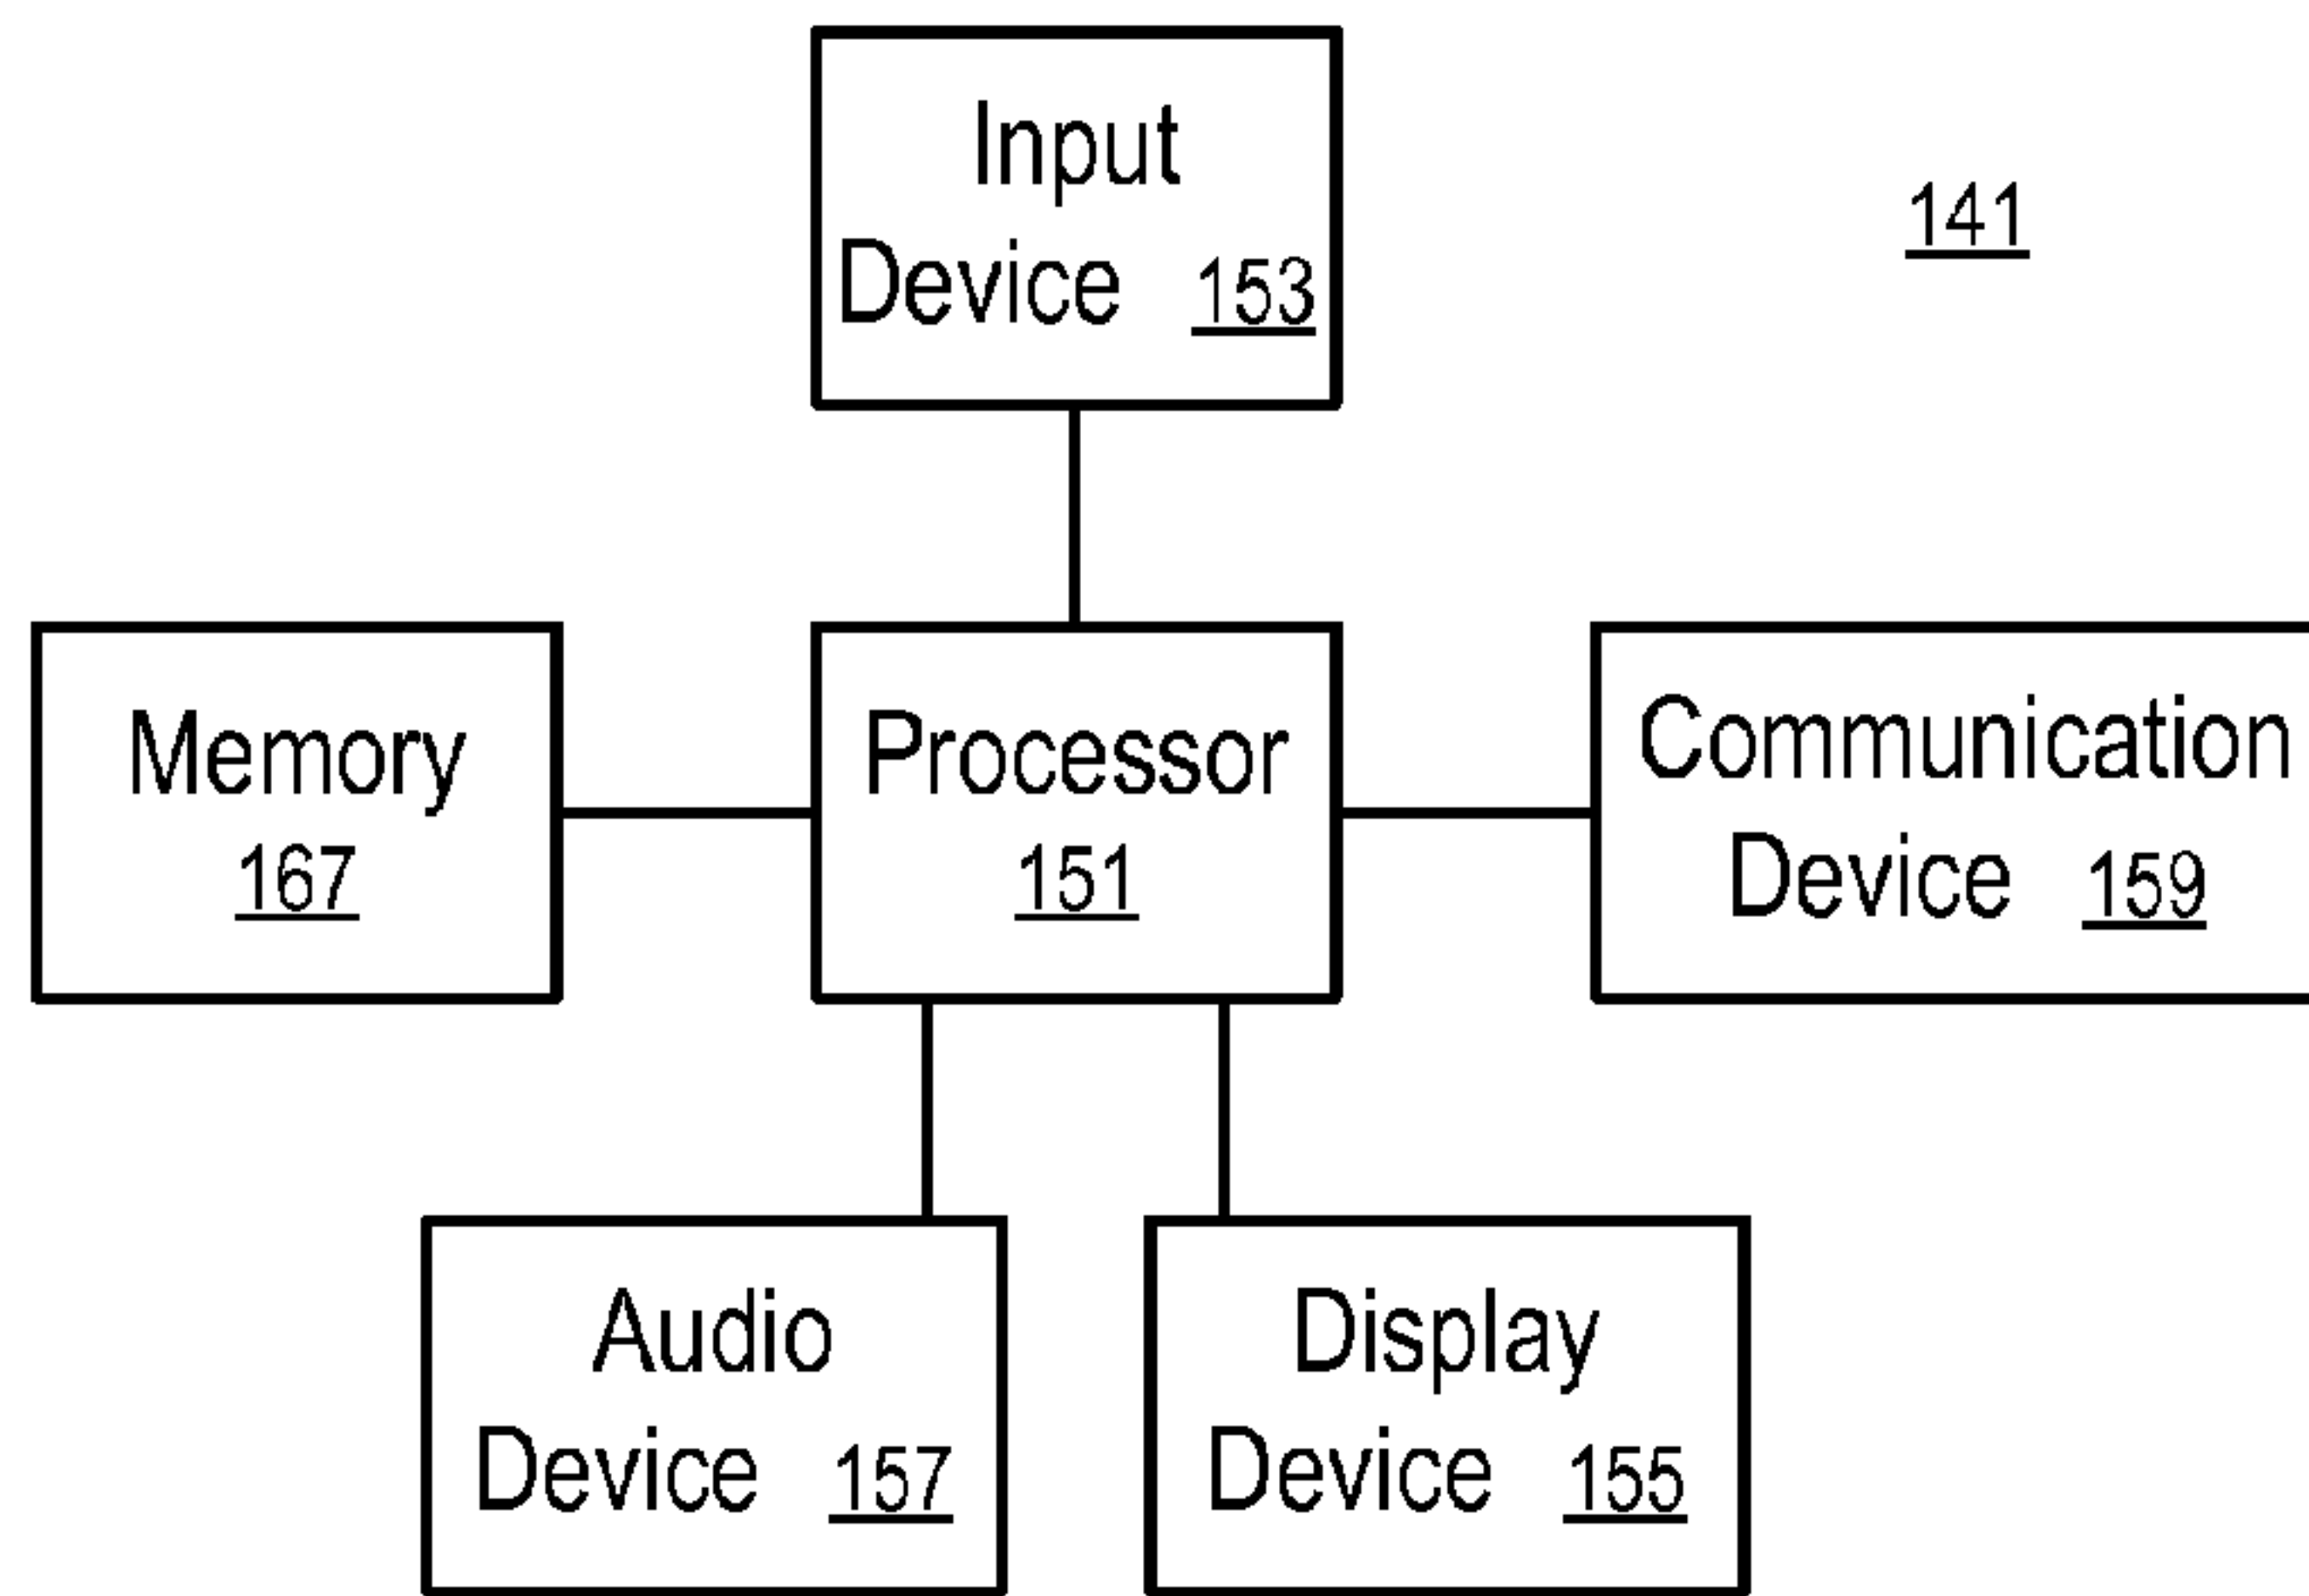 Input
Device 153
141
Memory
167
Processor
151
Communication
Device 159
Audio
Device 157
Display
Device 155